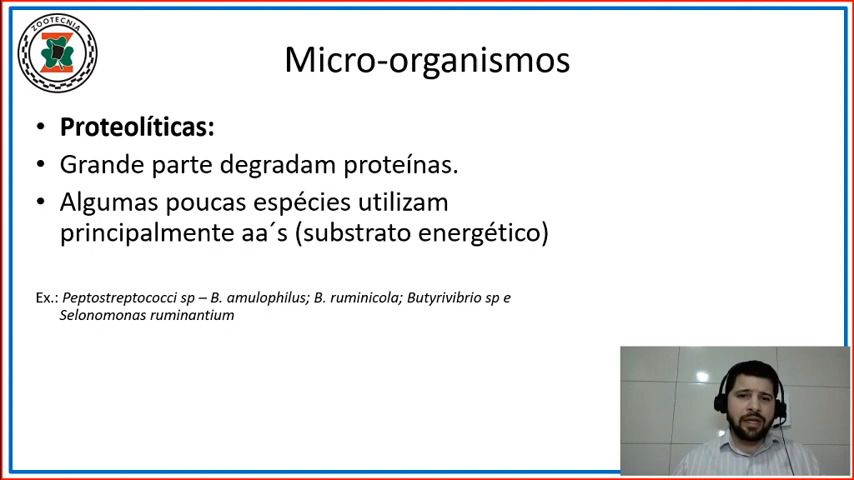 ZOOTECNIA
Z
Micro-organismos
• Proteolíticas:
• Grande parte degradam proteínas.
• Algumas poucas espécies utilizam
principalmente aa´s (substrato energético)
Ex.: Peptostreptococci sp – B. amulophilus; B. ruminicola; Butyrivibrio sp e
Selonomonas ruminantium